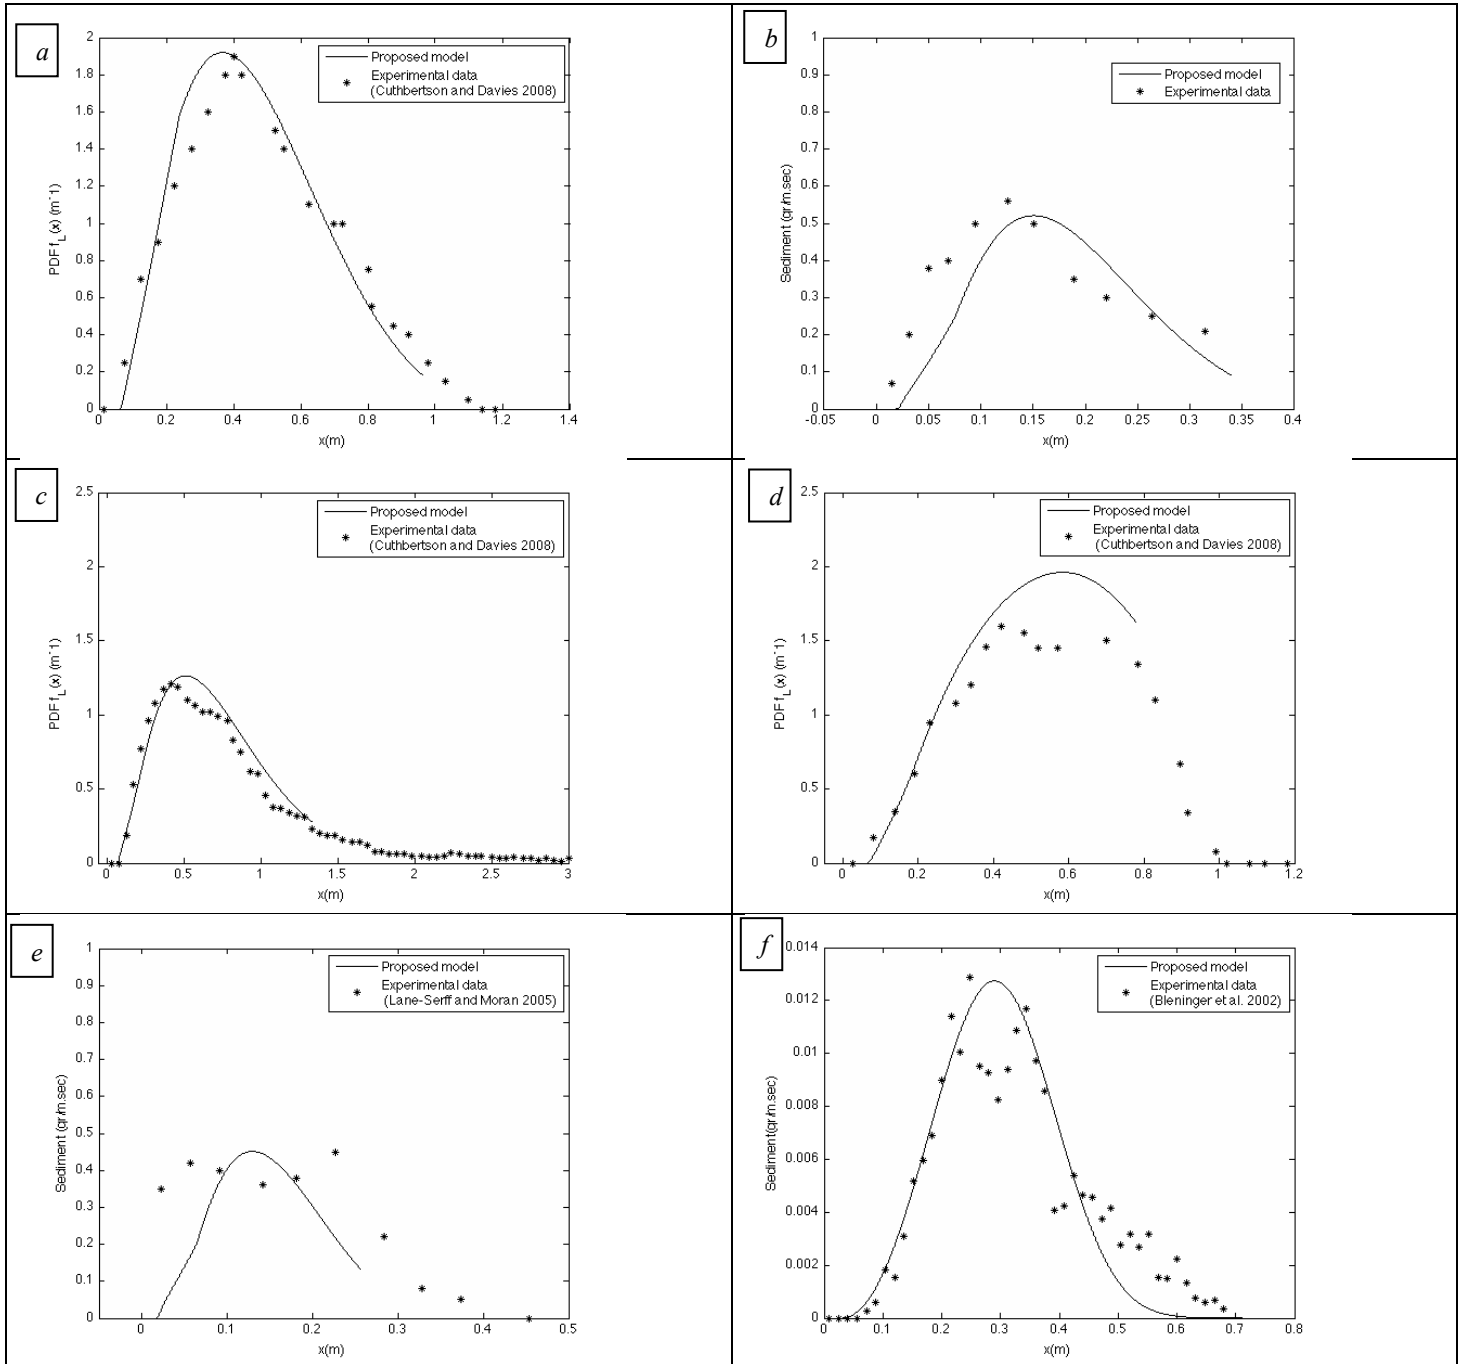 a
2
1.8
1.6
1.4
1.2
1
0.8
0.6
0.4
0.2
0
0 0.2 0.4 0.6 0.8 1 1.2 1.4
x(m)
PDF f_L(x) (m^-1)
Proposed model
Experimental data
(Cuthbertson and Davies 2008)
b
1
0.9
0.8
0.7
0.6
0.5
0.4
0.3
0.2
0.1
0
-0.05 0 0.05 0.1 0.15 0.2 0.25 0.3 0.35 0.4
x(m)
Sediment (gr/m.sec)
Proposed model
Experimental data
c
2.5
2
1.5
1
0.5
0
0 0.5 1 1.5 2 2.5 3
x(m)
PDF f_L(x) (m^-1)
Proposed model
Experimental data
(Cuthbertson and Davies 2008)
d
2.5
2
1.5
1
0.5
0
0 0.2 0.4 0.6 0.8 1 1.2
x(m)
PDF f_L(x) (m^-1)
Proposed model
Experimental data
(Cuthbertson and Davies 2008)
e
1
0.9
0.8
0.7
0.6
0.5
0.4
0.3
0.2
0.1
0
0 0.1 0.2 0.3 0.4 0.5
x(m)
Sediment (gr/m.sec)
Proposed model
Experimental data
(Lane-Serff and Moran 2005)
f
0.014
0.012
0.01
0.008
0.006
0.004
0.002
0
0 0.1 0.2 0.3 0.4 0.5 0.6 0.7 0.8
x(m)
Sediment(gr/m.sec)
Proposed model
Experimental data
(Bleninger et al. 2002)